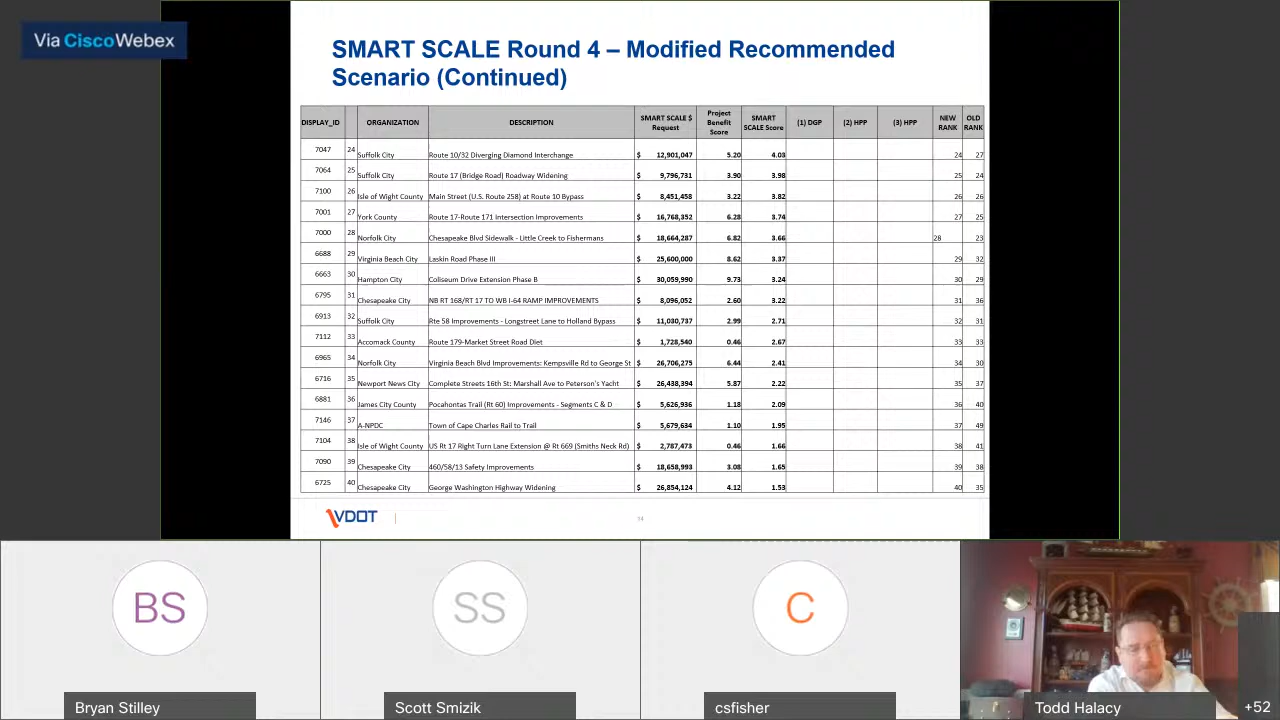 Via Cisco Webex
SMART SCALE Round 4 – Modified Recommended
Scenario (Continued)
DISPLAY_ID ORGANIZATION DESCRIPTION SMART SCALE $ Request Project Benefit Score SMART SCALE Score (1) DGP (2) HPP (3) HPP NEW RANK OLD RANK
7047 24 Suffolk City Route 10/32 Diverging Diamond Interchange $ 12,901,047 5.20 4.03 24 27
7064 25 Suffolk City Route 17 (Bridge Road) Roadway Widening $ 9,796,731 3.90 3.98 25 24
7100 26 Isle of Wight County Main Street (U.S. Route 258) at Route 10 Bypass $ 8,451,458 3.22 3.82 26 26
7001 27 York County Route 17-Route 171 Intersection Improvements $ 16,768,352 6.28 3.74 27 25
7000 28 Norfolk City Chesapeake Blvd Sidewalk - Little Creek to Fishermans $ 18,664,287 6.82 3.66 28 23
6688 29 Virginia Beach City Laskin Road Phase III $ 25,600,000 8.62 3.37 29 32
6663 30 Hampton City Coliseum Drive Extension Phase B $ 30,059,990 9.73 3.24 30 29
6795 31 Chesapeake City NB RT 168/RT 17 TO WB I-64 RAMP IMPROVEMENTS $ 8,096,052 2.60 3.22 31 36
6913 32 Suffolk City Rte 58 Improvements - Longstreet Lane to Holland Bypass $ 11,030,737 2.99 2.71 32 31
7112 33 Accomack County Route 179-Market Street Road Diet $ 1,728,540 0.46 2.67 33 33
6965 34 Norfolk City Virginia Beach Blvd Improvements: Kempsville Rd to George St $ 26,706,275 6.44 2.41 34 30
6716 35 Newport News City Complete Streets 16th St: Marshall Ave to Peterson's Yacht $ 26,438,394 5.87 2.22 35 37
6881 36 James City County Pocahontas Trail (Rt 60) Improvements - Segments C & D $ 5,626,936 1.18 2.09 36 40
7146 37 A-NPDC Town of Cape Charles Rail to Trail $ 5,679,634 1.10 1.95 37 49
7104 38 Isle of Wight County US Rt 17 Right Turn Lane Extension @ Rt 669 (Smiths Neck Rd) $ 2,787,473 0.46 1.66 38 41
7090 39 Chesapeake City 460/58/13 Safety Improvements $ 18,658,993 3.08 1.65 39 38
6725 40 Chesapeake City George Washington Highway Widening $ 26,854,124 4.12 1.53 40 35
VDOT
14
BS
SS
C
Bryan Stilley
Scott Smizik
csfisher
Todd Halacy
+52